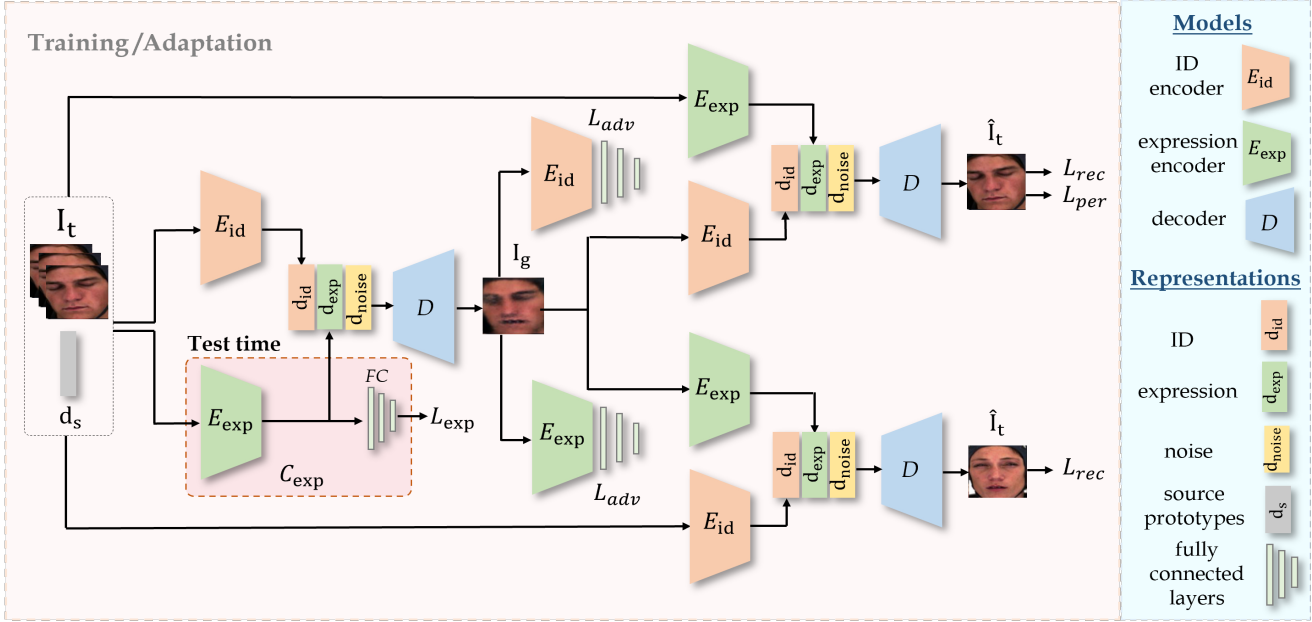 Training/Adaptation
I_t
d_s
E_id
d_id
d_exp
d_noise
D
Test time
E_exp
FC
L_exp
C_exp
I_g
L_adv
E_id
E_exp
L_adv
E_exp
E_id
d_id
d_exp
d_noise
D
Î_t
L_rec
L_per
E_exp
E_id
d_id
d_exp
d_noise
D
Î_t
L_rec
Models
ID
encoder
E_id
expression
encoder
E_exp
decoder
D
Representations
ID
d_id
expression
d_exp
noise
d_noise
source
prototypes
d_s
fully
connected
layers